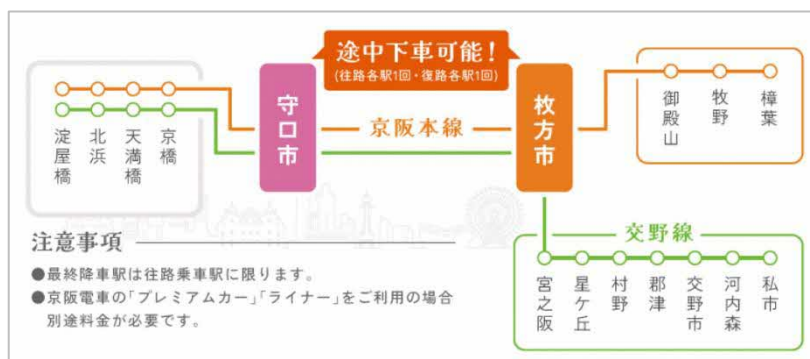 途中下車可能！
(往路各駅1回・復路各駅1回)
淀屋橋
北浜
天満橋
京橋
守口市
京阪本線
枚方市
御殿山
牧野
樟葉
交野線
宮之阪
星ケ丘
村野
郡津
交野市
河内森
私市
注意事項
●最終降車駅は往路乗車駅に限ります。
●京阪電車の「プレミアムカー」「ライナー」をご利用の場合
別途料金が必要です。